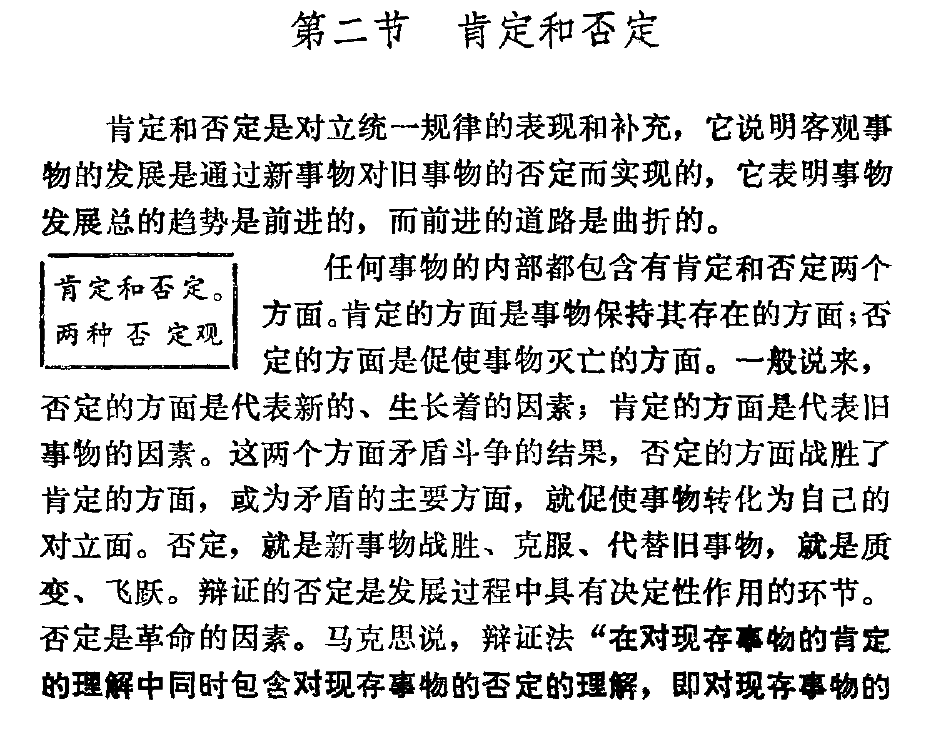 第二节 肯定和否定
肯定和否定是对立统一规律的表现和补充，它说明客观事
物的发展是通过新事物对旧事物的否定而实现的，它表明事物
发展总的趋势是前进的，而前进的道路是曲折的。
肯定和否定。
两种否定观
任何事物的内部都包含有肯定和否定两个
方面。肯定的方面是事物保持其存在的方面；否
定的方面是促使事物灭亡的方面。一般说来，
否定的方面是代表新的、生长着的因素；肯定的方面是代表旧
事物的因素。这两个方面矛盾斗争的结果，否定的方面战胜了
肯定的方面，或为矛盾的主要方面，就促使事物转化为自己的
对立面。否定，就是新事物战胜、克服、代替旧事物，就是质
变、飞跃。辩证的否定是发展过程中具有决定性作用的环节。
否定是革命的因素。马克思说，辩证法“在对现存事物的肯定
的理解中同时包含对现存事物的否定的理解，即对现存事物的